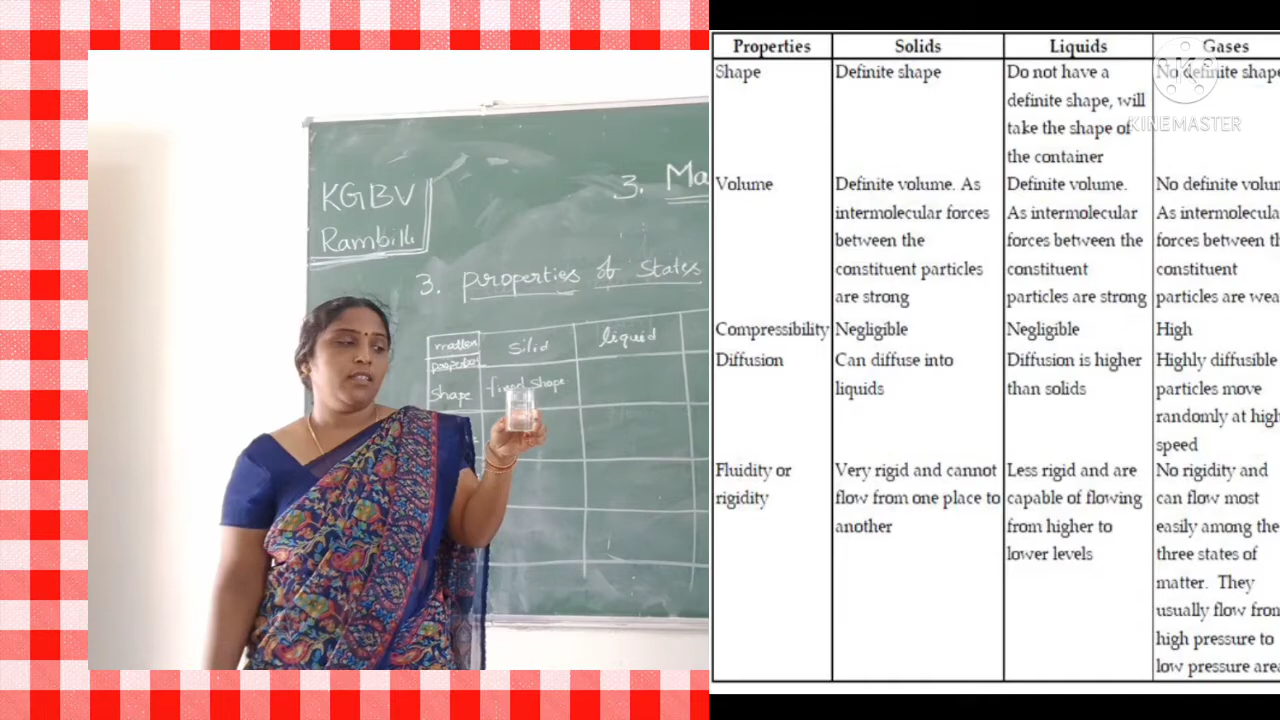 KGBV
Rambilli
3. Ma
3. properties of states
matter
properties
solid
liquid
shape
fixed shape
Properties Solids Liquids Gases
Shape Definite shape Do not have a No definite shape
definite shape, will
take the shape of
the container
Volume Definite volume. As Definite volume. No definite volum
intermolecular forces As intermolecular As intermolecula
between the forces between the forces between th
constituent particles constituent constituent
are strong particles are strong particles are wea
Compressibility Negligible Negligible High
Diffusion Can diffuse into Diffusion is higher Highly diffusible
liquids than solids particles move
randomly at high
speed
Fluidity or Very rigid and cannot Less rigid and are No rigidity and
rigidity flow from one place to capable of flowing can flow most
another from higher to easily among the
lower levels three states of
matter. They
usually flow from
high pressure to
low pressure area
KINEMASTER